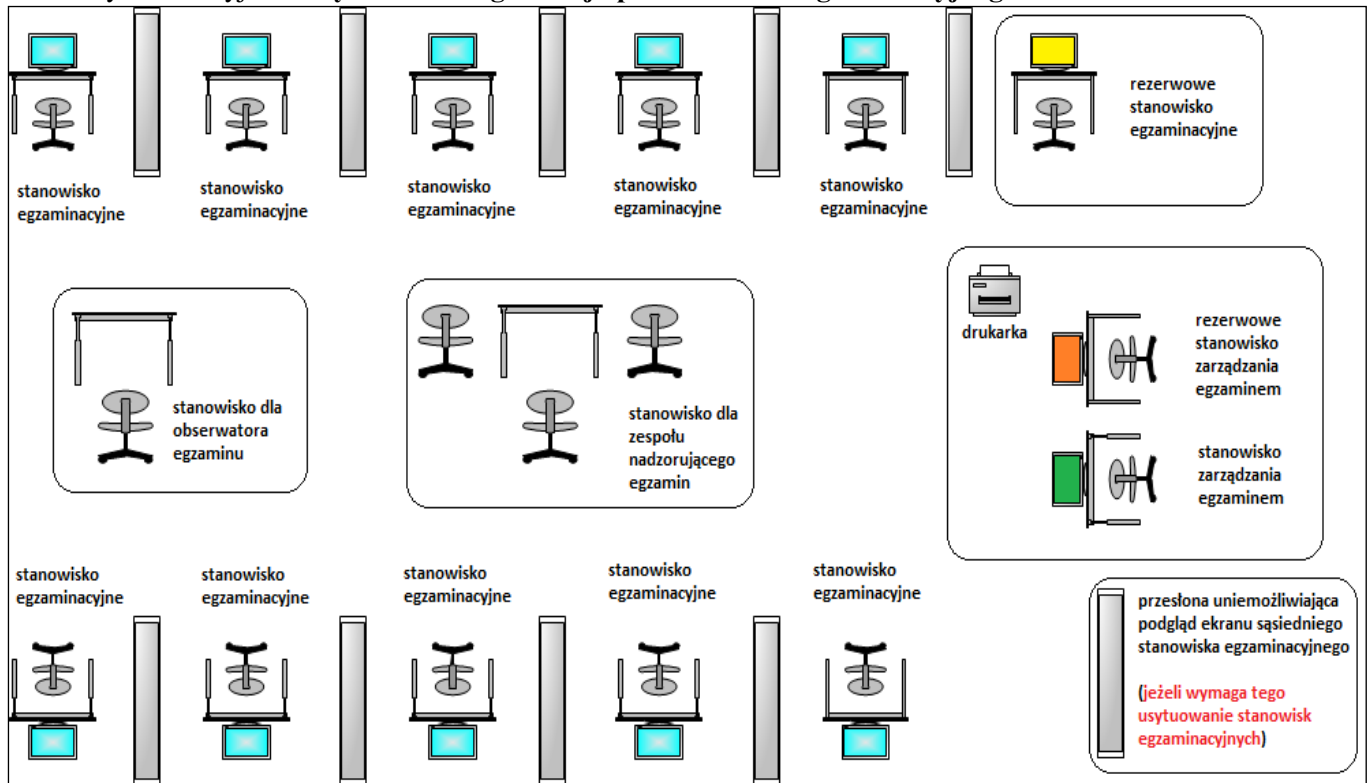 rezerwowe
stanowisko
egzaminacyjne
stanowisko
egzaminacyjne
stanowisko
egzaminacyjne
stanowisko
egzaminacyjne
stanowisko
egzaminacyjne
stanowisko
egzaminacyjne
stanowisko dla
obserwatora
egzaminu
stanowisko dla
zespołu
nadzorującego
egzamin
drukarka
rezerwowe
stanowisko
zarządzania
egzaminem
stanowisko
zarządzania
egzaminem
stanowisko
egzaminacyjne
stanowisko
egzaminacyjne
stanowisko
egzaminacyjne
stanowisko
egzaminacyjne
stanowisko
egzaminacyjne
przesłona uniemożliwiająca
podgląd ekranu sąsiedniego
stanowiska egzaminacyjnego
(jeżeli wymaga tego
usytuowanie stanowisk
egzaminacyjnych)